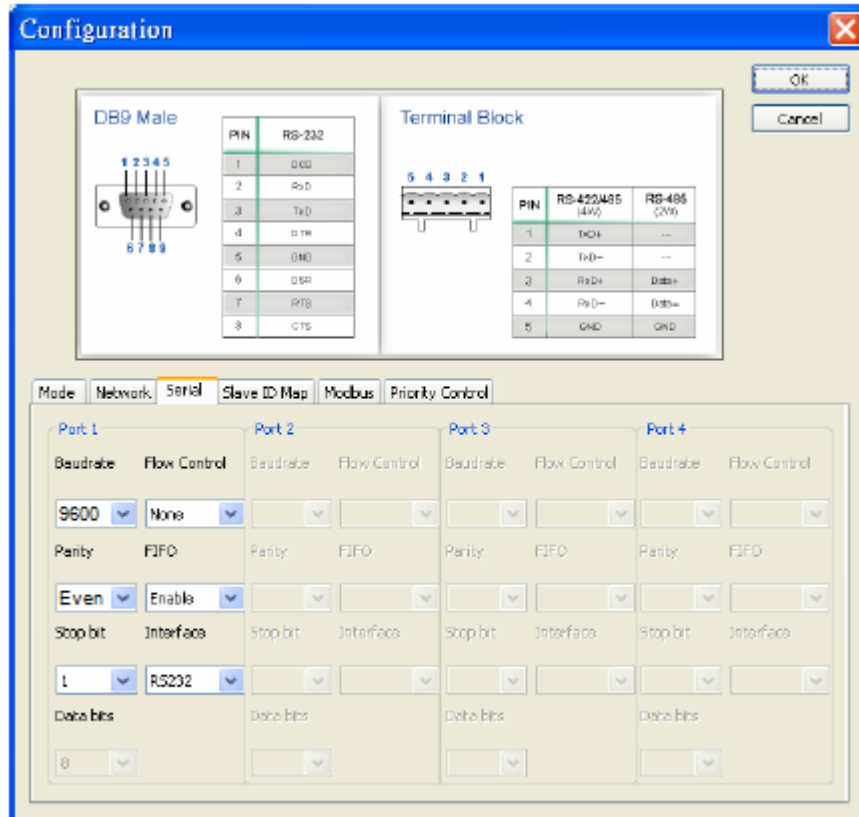 Configuration
OK
Cancel
DB9 Male
1 2 3 4 5
6 7 8 9
PIN RS-232
1 DCD
2 RxD
3 TxD
4 DTR
5 GND
6 DSR
7 RTS
8 CTS
Terminal Block
5 4 3 2 1
PIN RS-422/485 (4W) RS-485 (2W)
1 TxD+ ---
2 TxD- ---
3 RxD+ Data+
4 RxD- Data-
5 GND GND
Mode Network Serial Slave ID Map Modbus Priority Control
Port 1 Port 2 Port 3 Port 4
Baudrate Flow Control Baudrate Flow Control Baudrate Flow Control Baudrate Flow Control
9600 None
Parity FIFO Parity FIFO Parity FIFO Parity FIFO
Even Enable
Stop bit Interface Stop bit Interface Stop bit Interface Stop bit Interface
1 RS232
Data bits Data bits Data bits Data bits
8